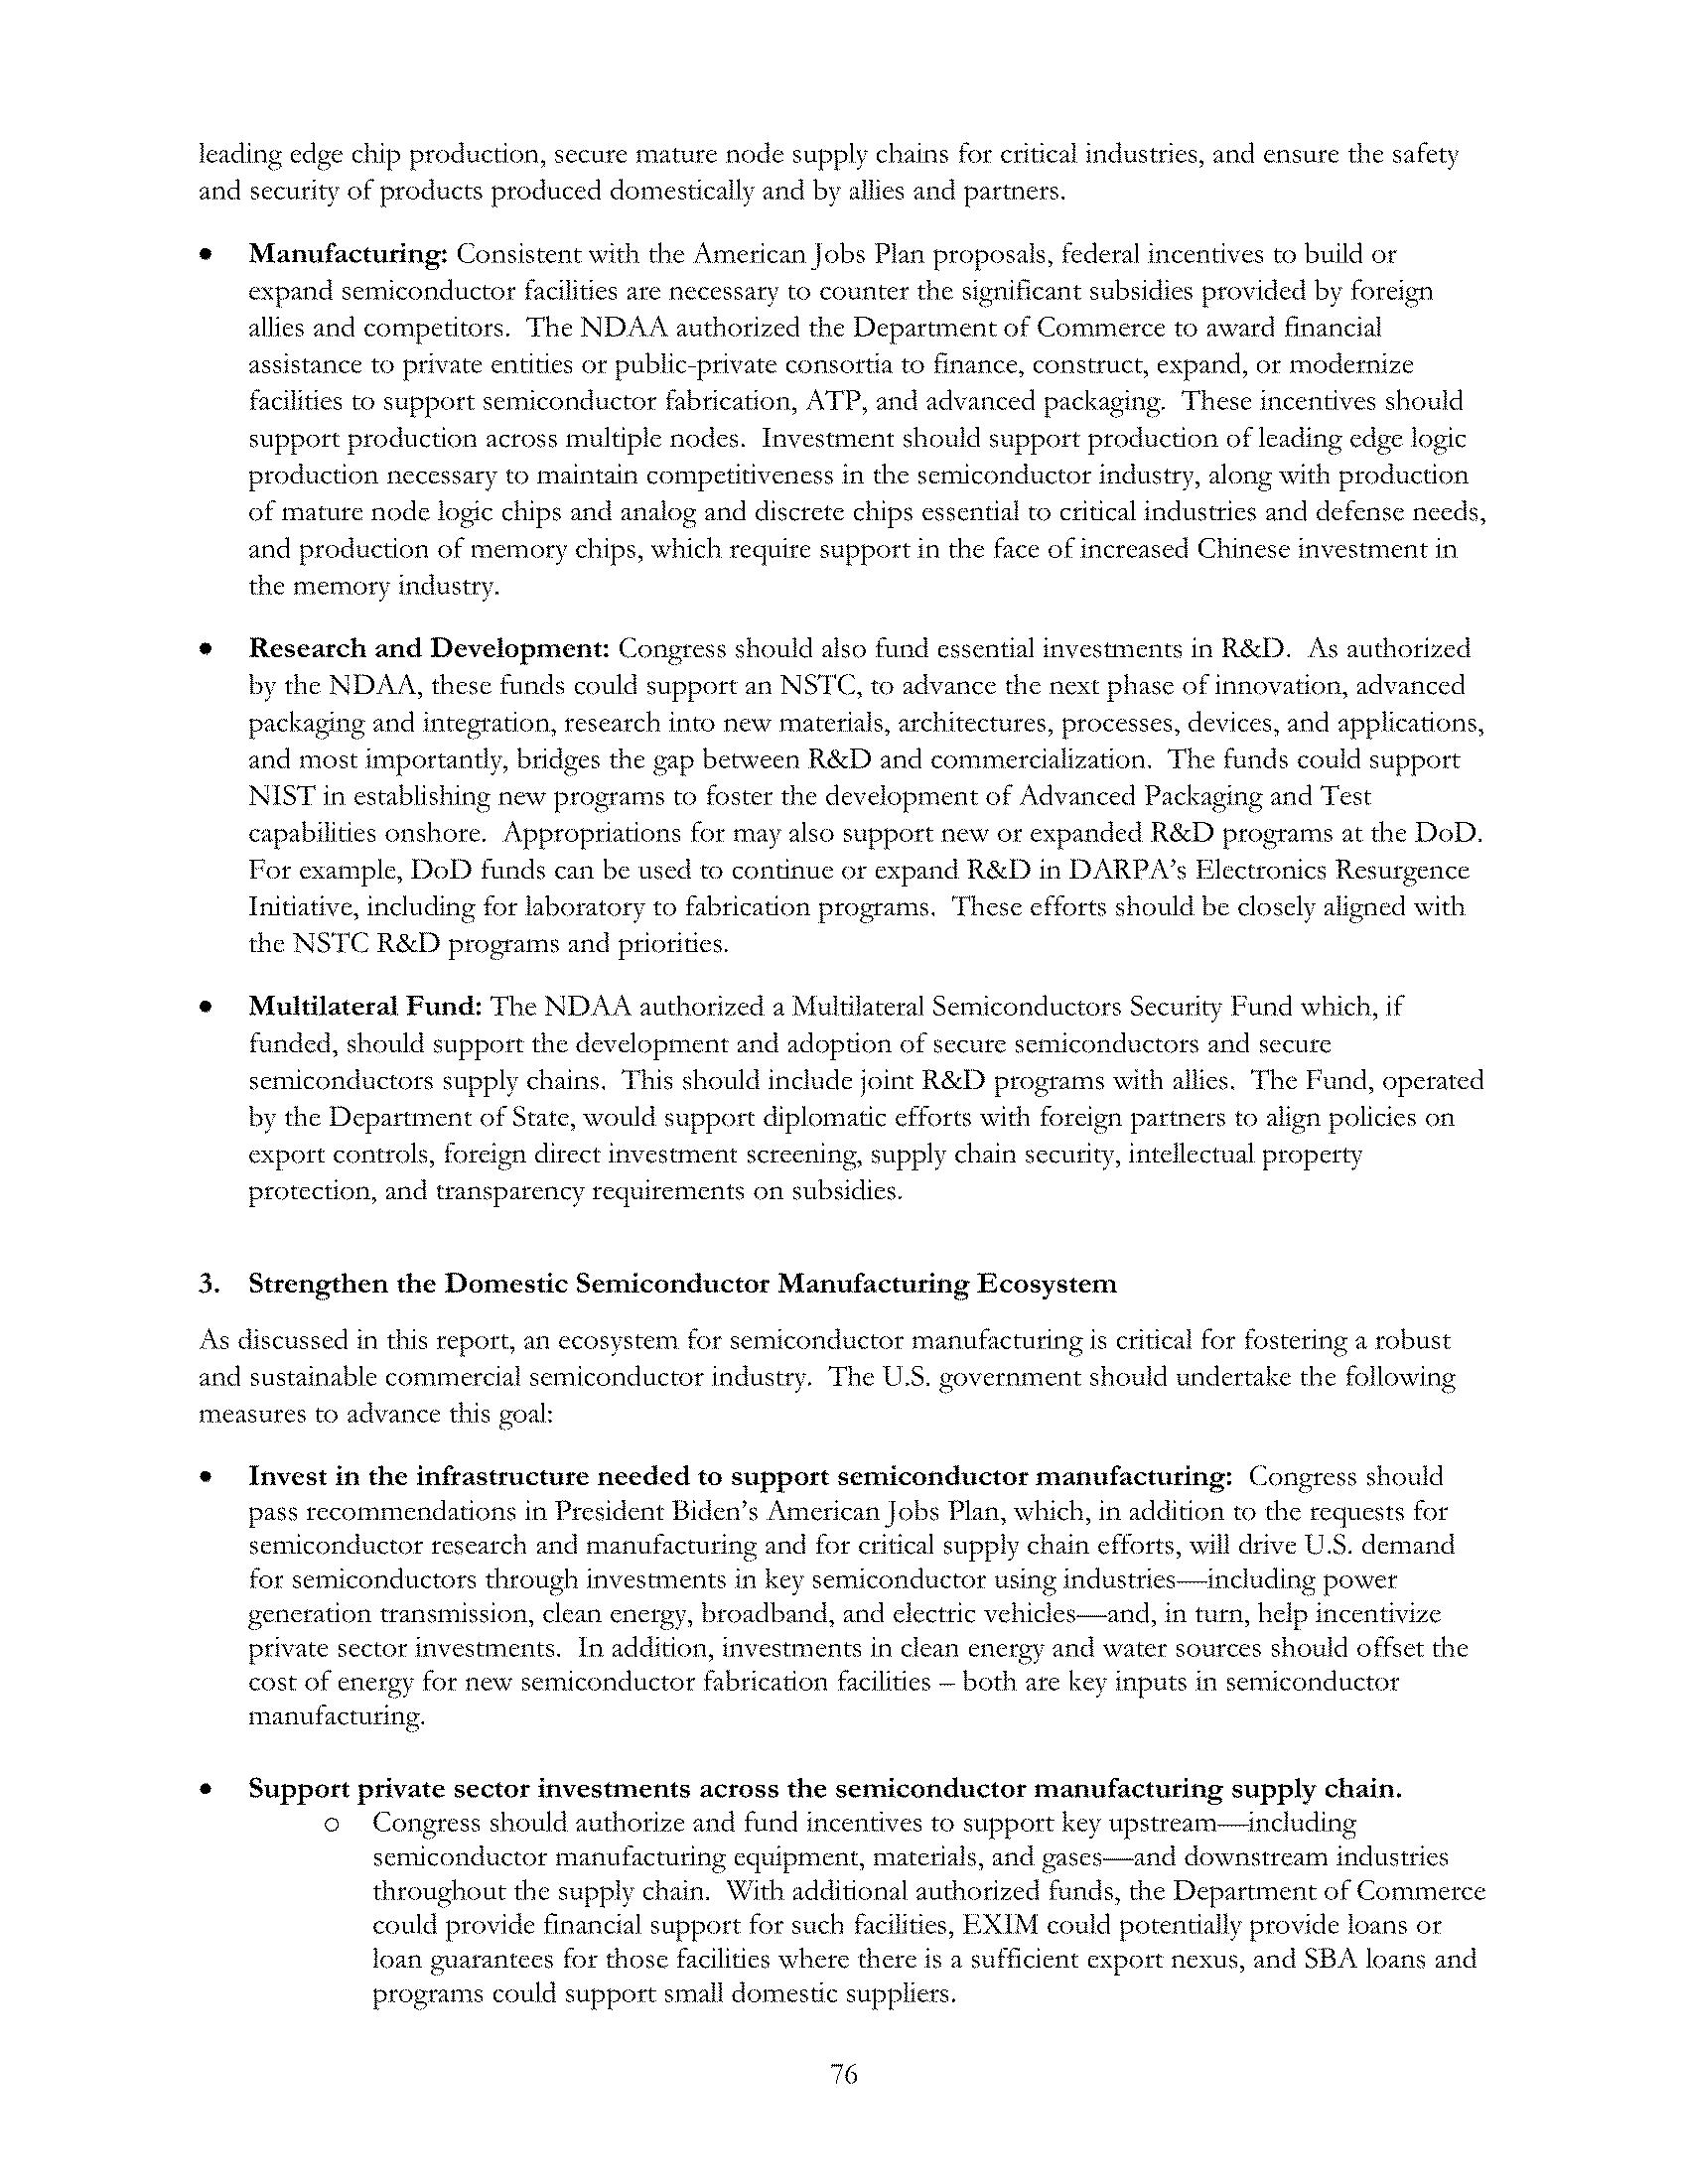 leading edge chip production, secure mature node supply chains for critical industries, and ensure the safety
and security of products produced domestically and by allies and partners.
• Manufacturing: Consistent with the American Jobs Plan proposals, federal incentives to build or
expand semiconductor facilities are necessary to counter the significant subsidies provided by foreign
allies and competitors. The NDAA authorized the Department of Commerce to award financial
assistance to private entities or public-private consortia to finance, construct, expand, or modernize
facilities to support semiconductor fabrication, ATP, and advanced packaging. These incentives should
support production across multiple nodes. Investment should support production of leading edge logic
production necessary to maintain competitiveness in the semiconductor industry, along with production
of mature node logic chips and analog and discrete chips essential to critical industries and defense needs,
and production of memory chips, which require support in the face of increased Chinese investment in
the memory industry.
• Research and Development: Congress should also fund essential investments in R&D. As authorized
by the NDAA, these funds could support an NSTC, to advance the next phase of innovation, advanced
packaging and integration, research into new materials, architectures, processes, devices, and applications,
and most importantly, bridges the gap between R&D and commercialization. The funds could support
NIST in establishing new programs to foster the development of Advanced Packaging and Test
capabilities onshore. Appropriations for may also support new or expanded R&D programs at the DoD.
For example, DoD funds can be used to continue or expand R&D in DARPA's Electronics Resurgence
Initiative, including for laboratory to fabrication programs. These efforts should be closely aligned with
the NSTC R&D programs and priorities.
• Multilateral Fund: The NDAA authorized a Multilateral Semiconductors Security Fund which, if
funded, should support the development and adoption of secure semiconductors and secure
semiconductors supply chains. This should include joint R&D programs with allies. The Fund, operated
by the Department of State, would support diplomatic efforts with foreign partners to align policies on
export controls, foreign direct investment screening, supply chain security, intellectual property
protection, and transparency requirements on subsidies.
3. Strengthen the Domestic Semiconductor Manufacturing Ecosystem
As discussed in this report, an ecosystem for semiconductor manufacturing is critical for fostering a robust
and sustainable commercial semiconductor industry. The U.S. government should undertake the following
measures to advance this goal:
• Invest in the infrastructure needed to support semiconductor manufacturing: Congress should
pass recommendations in President Biden's American Jobs Plan, which, in addition to the requests for
semiconductor research and manufacturing and for critical supply chain efforts, will drive U.S. demand
for semiconductors through investments in key semiconductor using industries—including power
generation transmission, clean energy, broadband, and electric vehicles—and, in turn, help incentivize
private sector investments. In addition, investments in clean energy and water sources should offset the
cost of energy for new semiconductor fabrication facilities – both are key inputs in semiconductor
manufacturing.
• Support private sector investments across the semiconductor manufacturing supply chain.
o Congress should authorize and fund incentives to support key upstream—including
semiconductor manufacturing equipment, materials, and gases—and downstream industries
throughout the supply chain. With additional authorized funds, the Department of Commerce
could provide financial support for such facilities, EXIM could potentially provide loans or
loan guarantees for those facilities where there is a sufficient export nexus, and SBA loans and
programs could support small domestic suppliers.
76